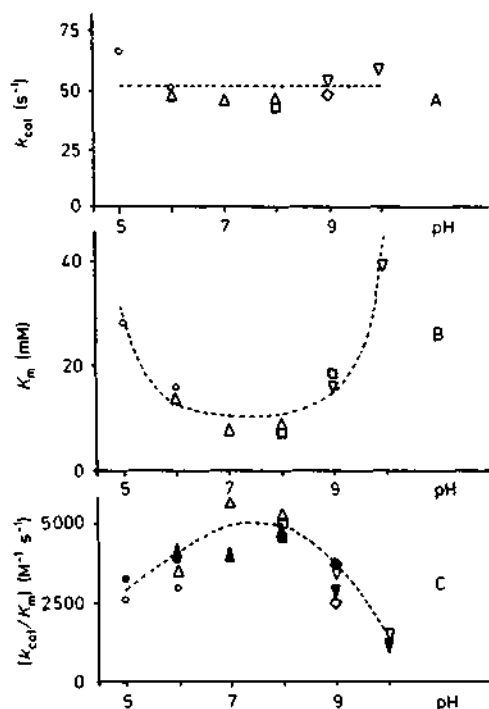 75
50
25
0
k_cat (s⁻¹)
A
5 7 9 pH
40
20
0
K_m (mM)
B
5 7 9 pH
5000
2500
0
(k_cat/K_m) (M⁻¹ s⁻¹)
C
5 7 9 pH